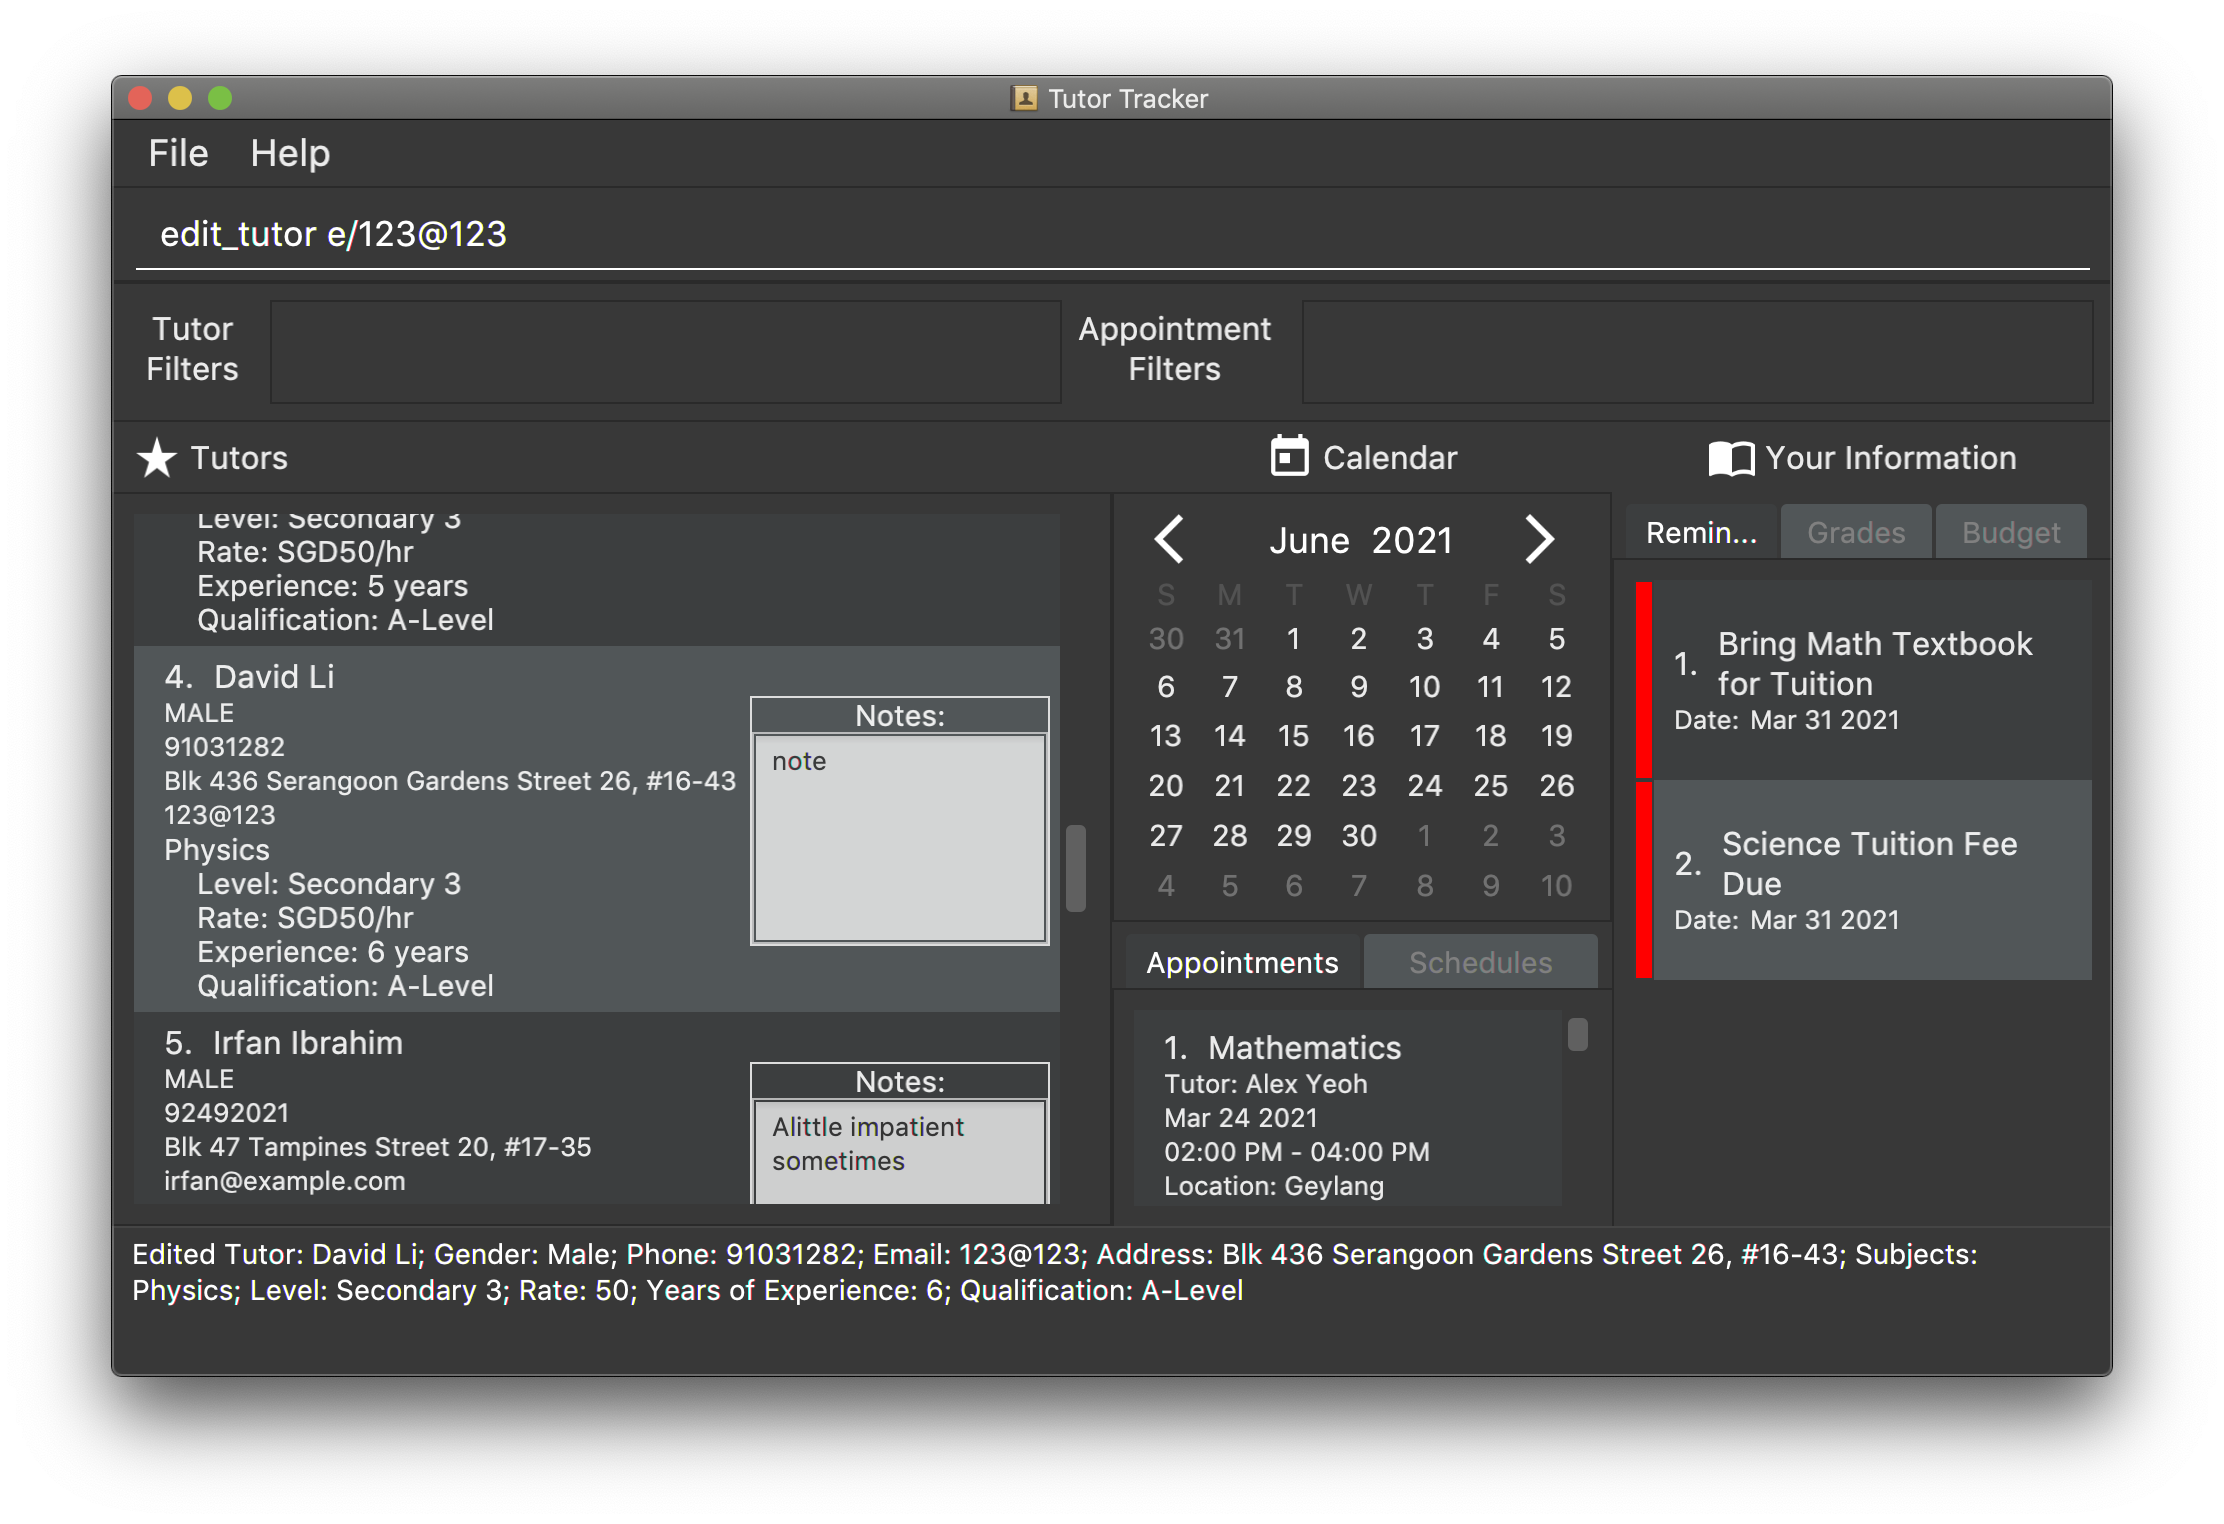 Tutor Tracker
File Help
edit_tutor e/123@123
Tutor
Filters
Appointment
Filters
Tutors
Level: Secondary 3
Rate: SGD50/hr
Experience: 5 years
Qualification: A-Level
4. David Li
MALE
91031282
Blk 436 Serangoon Gardens Street 26, #16-43
123@123
Physics
Level: Secondary 3
Rate: SGD50/hr
Experience: 6 years
Qualification: A-Level
Notes:
note
5. Irfan Ibrahim
MALE
92492021
Blk 47 Tampines Street 20, #17-35
irfan@example.com
Notes:
Alittle impatient
sometimes
Calendar
June 2021
S M T W T F S
30 31 1 2 3 4 5
6 7 8 9 10 11 12
13 14 15 16 17 18 19
20 21 22 23 24 25 26
27 28 29 30 1 2 3
4 5 6 7 8 9 10
Appointments Schedules
1. Mathematics
Tutor: Alex Yeoh
Mar 24 2021
02:00 PM - 04:00 PM
Location: Geylang
Your Information
Remin... Grades Budget
1. Bring Math Textbook
for Tuition
Date: Mar 31 2021
2. Science Tuition Fee
Due
Date: Mar 31 2021
Edited Tutor: David Li; Gender: Male; Phone: 91031282; Email: 123@123; Address: Blk 436 Serangoon Gardens Street 26, #16-43; Subjects:
Physics; Level: Secondary 3; Rate: 50; Years of Experience: 6; Qualification: A-Level